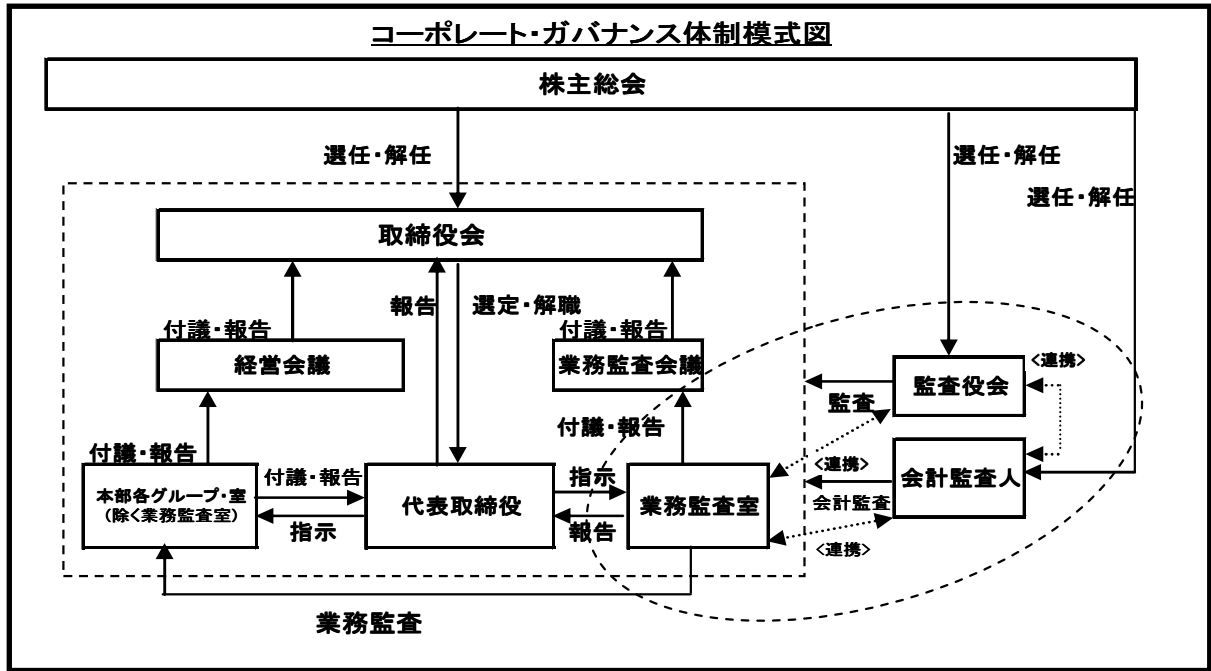 コーポレート・ガバナンス体制模式図
株主総会
選任・解任
選任・解任
選任・解任
取締役会
報告
選定・解職
付議・報告
付議・報告
経営会議
業務監査会議
<連携>
監査役会
監査
付議・報告
付議・報告
本部各グループ・室
(除く業務監査室)
付議・報告
指示
代表取締役
指示
報告
業務監査室
<連携>
会計監査人
会計監査
<連携>
業務監査